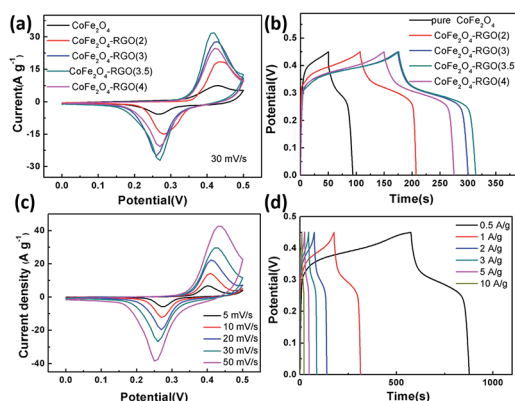 (a)
CoFe2O4
CoFe2O4-RGO(2)
CoFe2O4-RGO(3)
CoFe2O4-RGO(3.5)
CoFe2O4-RGO(4)
30 mV/s
Current(A g-1)
30
15
0
-15
-30
0.0 0.1 0.2 0.3 0.4 0.5
Potential(V)
(b)
pure CoFe2O4
CoFe2O4-RGO(2)
CoFe2O4-RGO(3)
CoFe2O4-RGO(3.5)
CoFe2O4-RGO(4)
Potential(V)
0.5
0.4
0.3
0.2
0.1
0.0
0 50 100 150 200 250 300 350
Time(s)
(c)
5 mV/s
10 mV/s
20 mV/s
30 mV/s
50 mV/s
Current density (A g-1)
40
20
0
-20
-40
0.0 0.1 0.2 0.3 0.4 0.5
Potential(V)
(d)
0.5 A/g
1 A/g
2 A/g
3 A/g
5 A/g
10 A/g
Potential(V)
0.5
0.4
0.3
0.2
0.1
0.0
0 500 1000
Time(s)